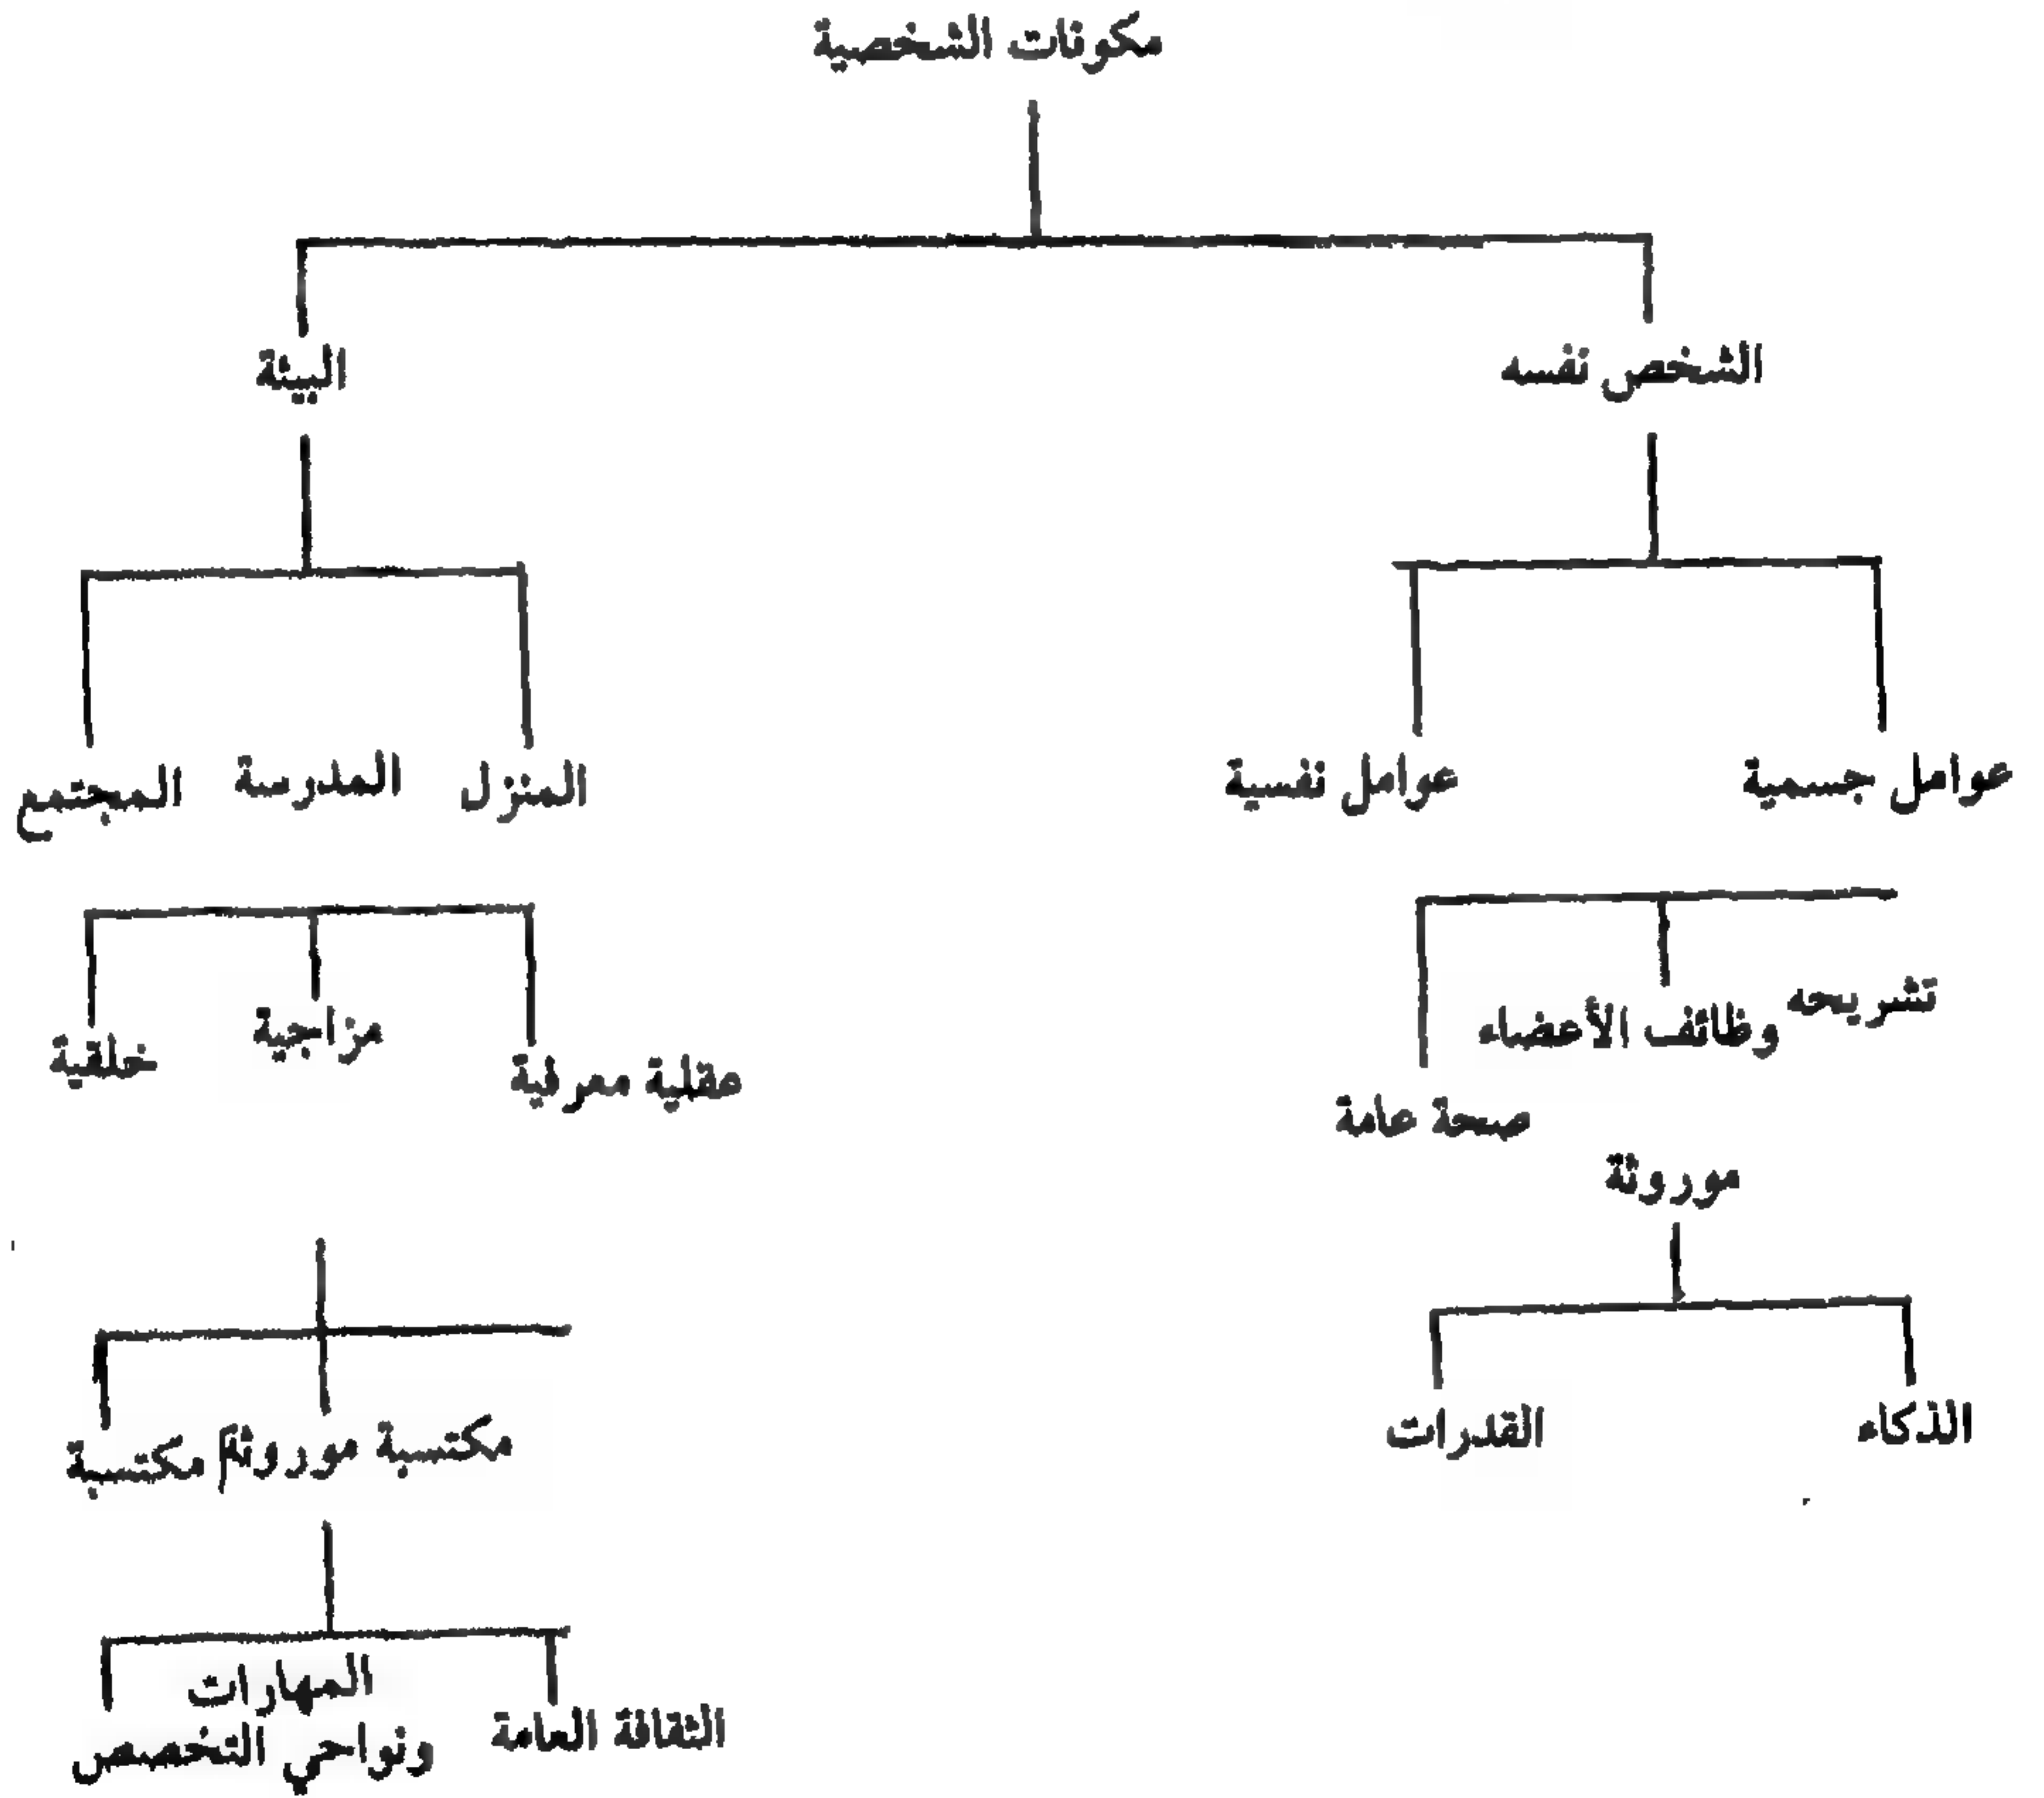 مكونات الشخصية
الشخص نفسه
البيئة
عوامل جسمية
عوامل نفسية
المنزل
المدرسة
المجتمع
تشريحه
وظائف الأعضاء
صحة عامة
عقلية معرفية
مزاجية
خلقية
موروثة
الذكاء
القدرات
مكتسبة موروثة مكتسبة
الثقافة العامة
المهارات
ونواحي التخصص